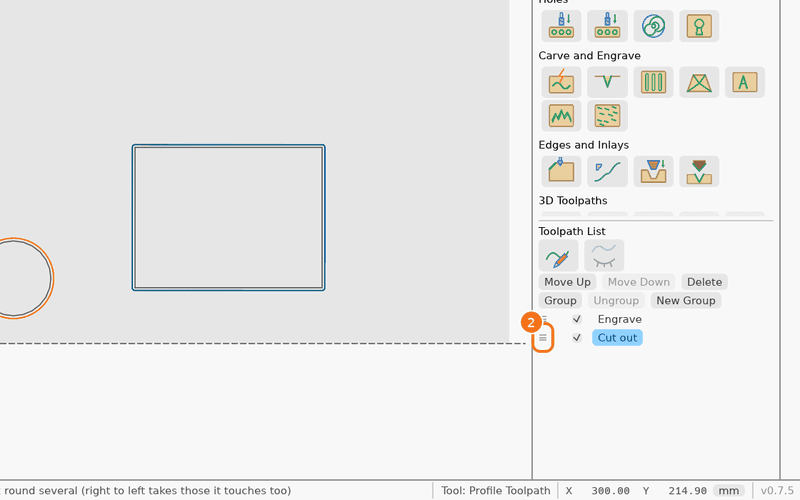 Holes
Carve and Engrave
A
Edges and Inlays
3D Toolpaths
Toolpath List
Move Up Move Down Delete
Group Ungroup New Group
Engrave
2
Cut out
round several (right to left takes those it touches too) Tool: Profile Toolpath X 300.00 Y 214.90 mm v0.7.5